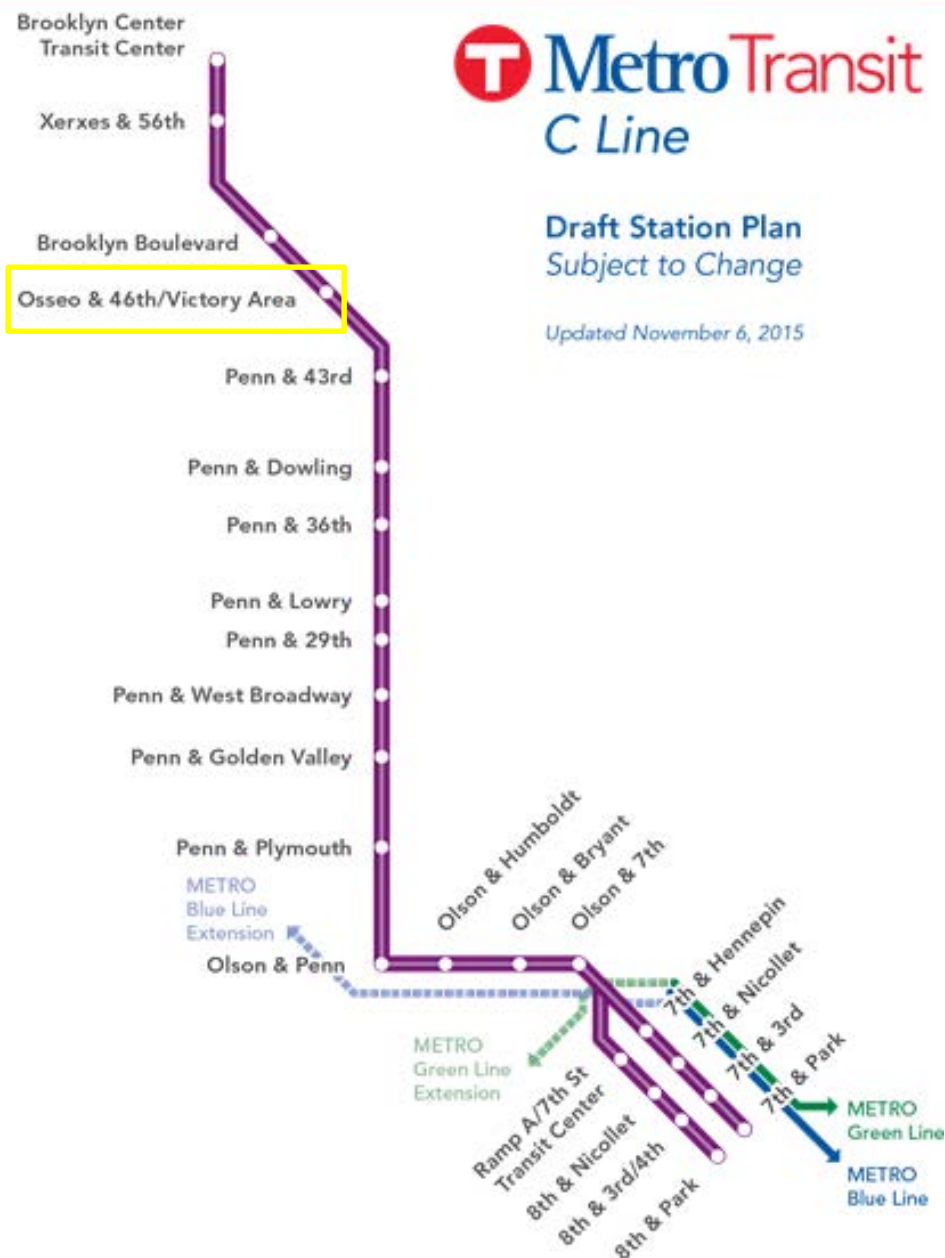 Brooklyn Center
Transit Center
Xerxes & 56th
Brooklyn Boulevard
Osseo & 46th/Victory Area
Penn & 43rd
Penn & Dowling
Penn & 36th
Penn & Lowry
Penn & 29th
Penn & West Broadway
Penn & Golden Valley
Penn & Plymouth
METRO
Blue Line
Extension
Olson & Penn
Olson & Humboldt
Olson & Bryant
Olson & 7th
7th & Hennepin
7th & Nicollet
7th & 3rd
7th & Park
METRO
Green Line
Extension
Ramp A/7th St
Transit Center
8th & Nicollet
8th & 3rd/4th
8th & Park
METRO
Green Line
METRO
Blue Line
T MetroTransit
C Line
Draft Station Plan
Subject to Change
Updated November 6, 2015